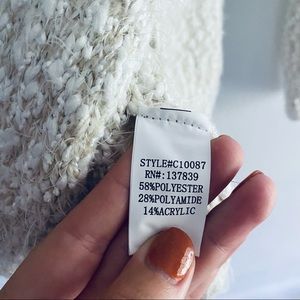 STYLE#C10087
RN#:137839
58%POLYESTER
28%POLYAMIDE
14%ACRYLIC